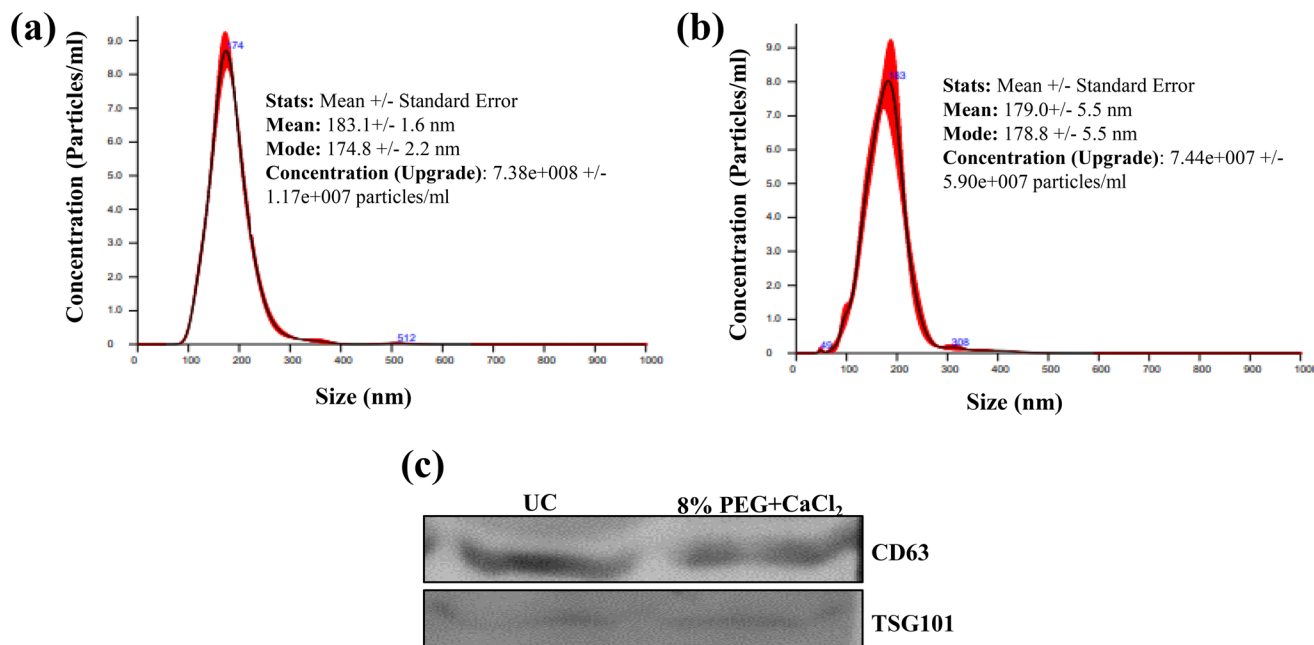 (a)
Concentration (Particles/ml)
9.0
8.0
7.0
6.0
5.0
4.0
3.0
2.0
1.0
0
174
512
Stats: Mean +/- Standard Error
Mean: 183.1+/- 1.6 nm
Mode: 174.8 +/- 2.2 nm
Concentration (Upgrade): 7.38e+008 +/-
1.17e+007 particles/ml
0 100 200 300 400 500 600 700 800 900 1000
Size (nm)
(b)
Concentration (Particles/ml)
9.0
8.0
7.0
6.0
5.0
4.0
3.0
2.0
1.0
0
183
49
308
Stats: Mean +/- Standard Error
Mean: 179.0+/- 5.5 nm
Mode: 178.8 +/- 5.5 nm
Concentration (Upgrade): 7.44e+007 +/-
5.90e+007 particles/ml
0 100 200 300 400 500 600 700 800 900 1000
Size (nm)
(c)
UC 8% PEG+CaCl₂
CD63
TSG101